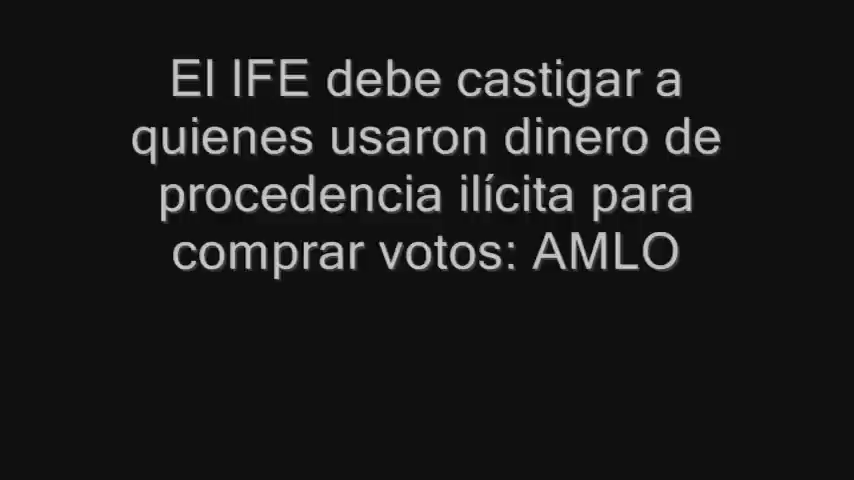 El IFE debe castigar a
quienes usaron dinero de
procedencia ilícita para
comprar votos: AMLO